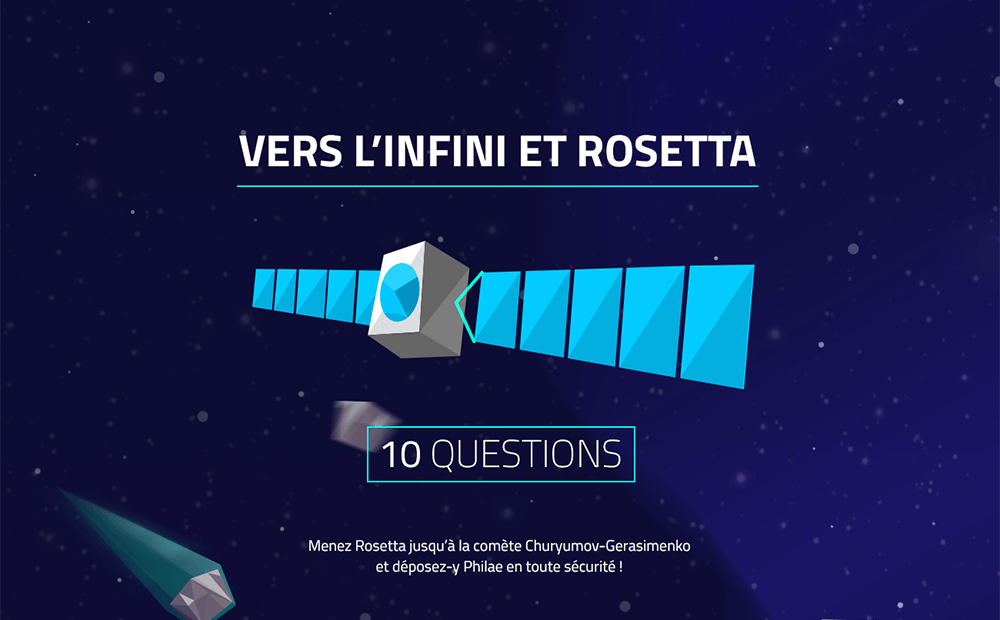 VERS L’INFINI ET ROSETTA
10 QUESTIONS
Menez Rosetta jusqu’à la comète Churyumov-Gerasimenko
et déposez-y Philae en toute sécurité !